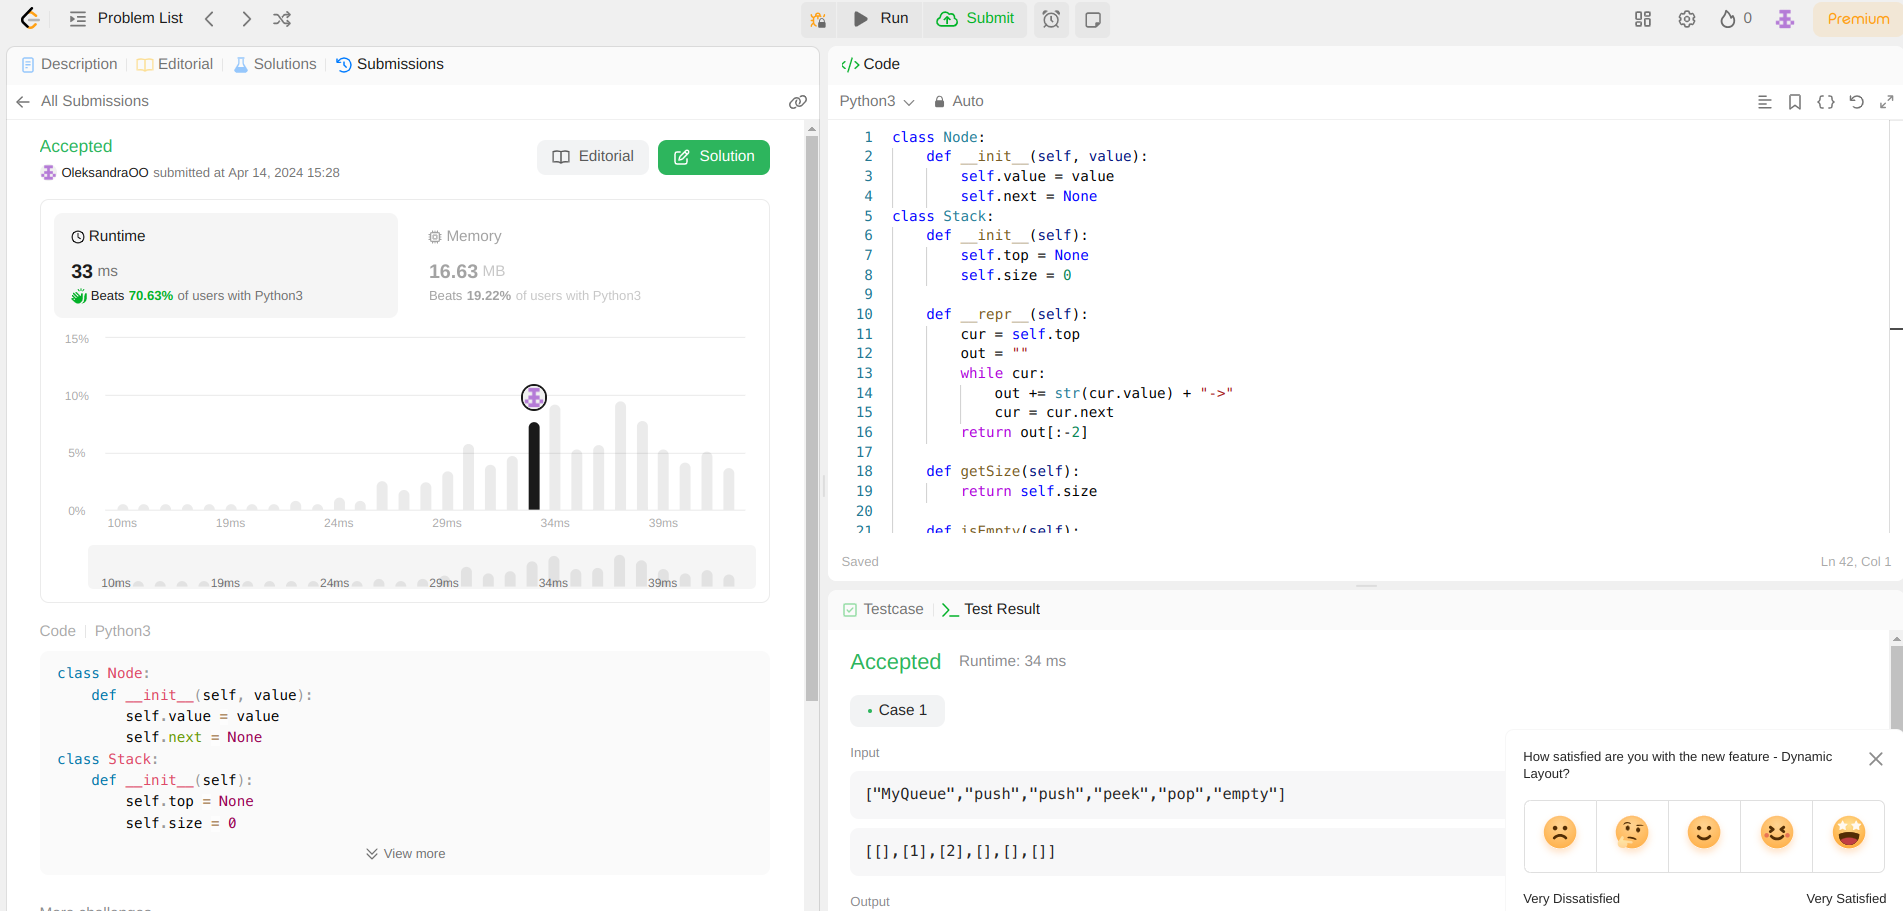 Problem List
Run
Submit
0
Premium
Description
Editorial
Solutions
Submissions
All Submissions
Accepted
OleksandraOO submitted at Apr 14, 2024 15:28
Editorial
Solution
Runtime
33 ms
Beats 70.63% of users with Python3
Memory
16.63 MB
Beats 19.22% of users with Python3
15%
10%
5%
0%
10ms 19ms 24ms 29ms 34ms 39ms
10ms 19ms 24ms 29ms 34ms 39ms
Code Python3
class Node:
    def __init__(self, value):
        self.value = value
        self.next = None
class Stack:
    def __init__(self):
        self.top = None
        self.size = 0
View more
More challenges
Code
Python3 Auto
1 class Node:
2     def __init__(self, value):
3         self.value = value
4         self.next = None
5 class Stack:
6     def __init__(self):
7         self.top = None
8         self.size = 0
9
10     def __repr__(self):
11         cur = self.top
12         out = ""
13         while cur:
14             out += str(cur.value) + "->"
15             cur = cur.next
16         return out[:-2]
17
18     def getSize(self):
19         return self.size
20
21     def isEmpty(self):
Saved
Ln 42, Col 1
Testcase
Test Result
Accepted Runtime: 34 ms
• Case 1
Input
["MyQueue","push","push","peek","pop","empty"]
[[],[1],[2],[],[],[]]
Output
How satisfied are you with the new feature - Dynamic
Layout?
Very Dissatisfied
Very Satisfied